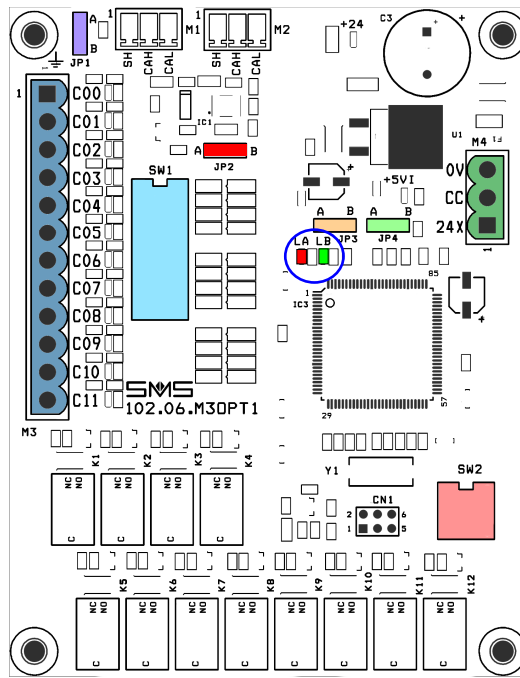 A
B
JP1
1
M1
SH
CAH
CAL
1
M2
SH
CAH
CAL
+24
C3
+
+
IC1
A
B
JP2
SW1
U1
M4
0V
CC
24X
1
F1
+
+5VI
A
B
JP3
A
B
JP4
LA LB
1
IC3
85
57
29
+
1
C00
C01
C02
C03
C04
C05
C06
C07
C08
C09
C10
C11
M3
SMS
102.06.M3OPT1
K1
K2
K3
K4
NC
NO
C
NC
NO
C
NC
NO
C
NC
NO
C
Y1
CN1
2
6
1
5
SW2
K5
K6
K7
K8
K9
K10
K11
K12
NC
NO
C
NC
NO
C
NC
NO
C
NC
NO
C
NC
NO
C
NC
NO
C
NC
NO
C
NC
NO
C